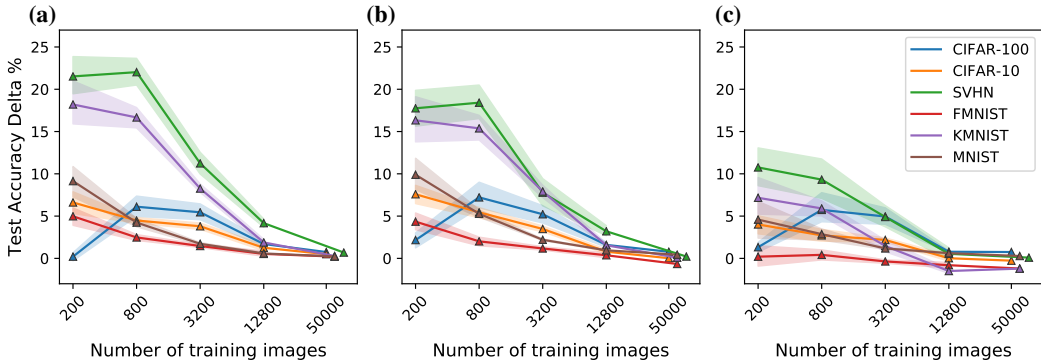 (a)
(b)
(c)
Test Accuracy Delta %
25
20
15
10
5
0
200
800
3200
12800
50000
Number of training images
25
20
15
10
5
0
200
800
3200
12800
50000
Number of training images
25
20
15
10
5
0
200
800
3200
12800
50000
Number of training images
CIFAR-100
CIFAR-10
SVHN
FMNIST
KMNIST
MNIST